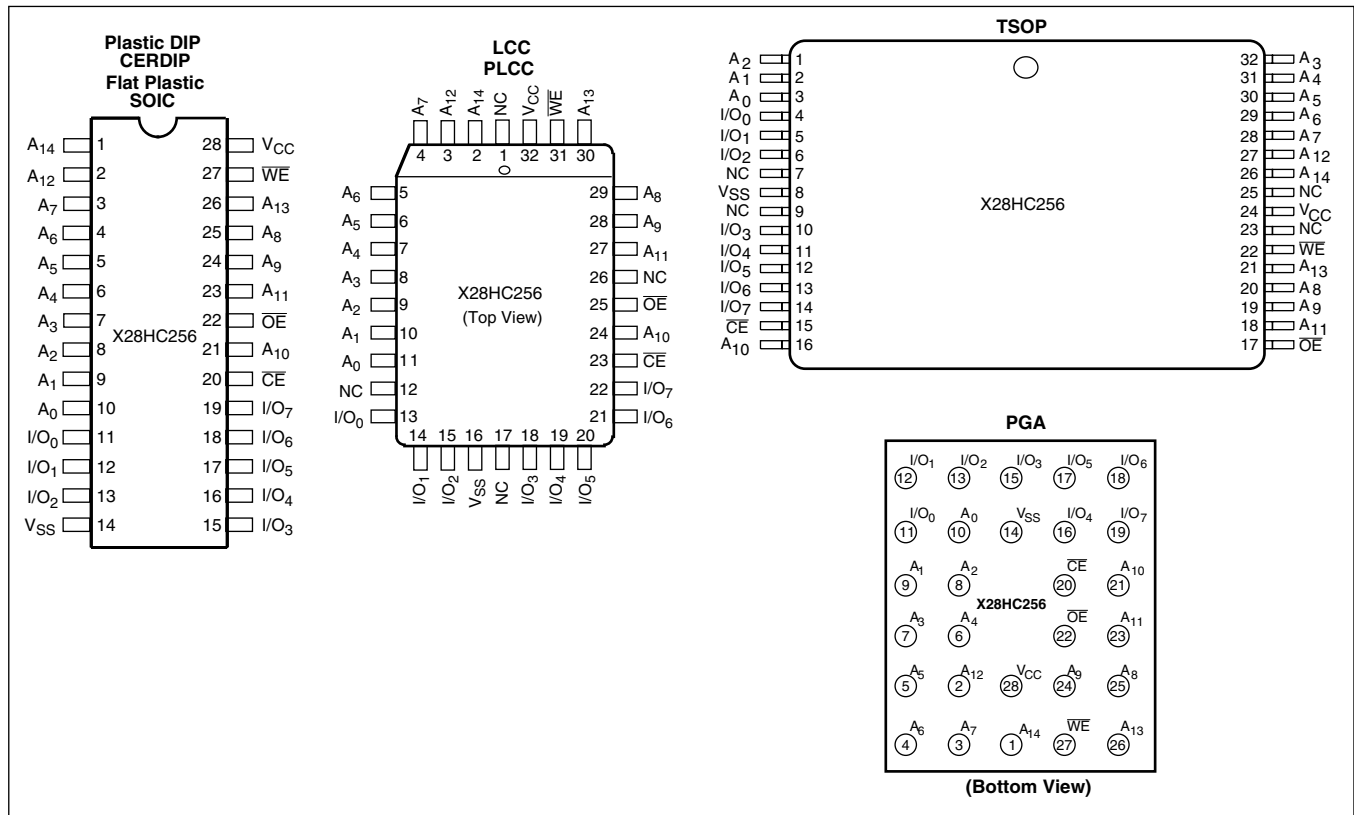 Plastic DIP
CERDIP
Flat Plastic
SOIC
A14 1 28 VCC
A12 2 27 WE
A7 3 26 A13
A6 4 25 A8
A5 5 24 A9
A4 6 23 A11
A3 7 22 OE
X28HC256
A2 8 21 A10
A1 9 20 CE
A0 10 19 I/O7
I/O0 11 18 I/O6
I/O1 12 17 I/O5
I/O2 13 16 I/O4
VSS 14 15 I/O3
LCC
PLCC
A7 A12 A14 NC VCC WE A13
4 3 2 1 32 31 30
A6 5 29 A8
A5 6 28 A9
A4 7 27 A11
A3 8 26 NC
X28HC256
A2 9 25 OE
(Top View)
A1 10 24 A10
A0 11 23 CE
NC 12 22 I/O7
I/O0 13 21 I/O6
14 15 16 17 18 19 20
I/O1 I/O2 VSS NC I/O3 I/O4 I/O5
TSOP
A2 1 32 A3
A1 2 31 A4
A0 3 30 A5
I/O0 4 29 A6
I/O1 5 28 A7
I/O2 6 27 A12
NC 7 26 A14
VSS 8 25 NC
X28HC256
NC 9 24 VCC
I/O3 10 23 NC
I/O4 11 22 WE
I/O5 12 21 A13
I/O6 13 20 A8
I/O7 14 19 A9
CE 15 18 A11
A10 16 17 OE
PGA
I/O1 I/O2 I/O3 I/O5 I/O6
12 13 15 17 18
I/O0 A0 VSS I/O4 I/O7
11 10 14 16 19
A1 A2 CE A10
9 8 20 21
X28HC256
A3 A4 OE A11
7 6 22 23
A5 A12 VCC A9 A8
5 2 28 24 25
A6 A7 A14 WE A13
4 3 1 27 26
(Bottom View)